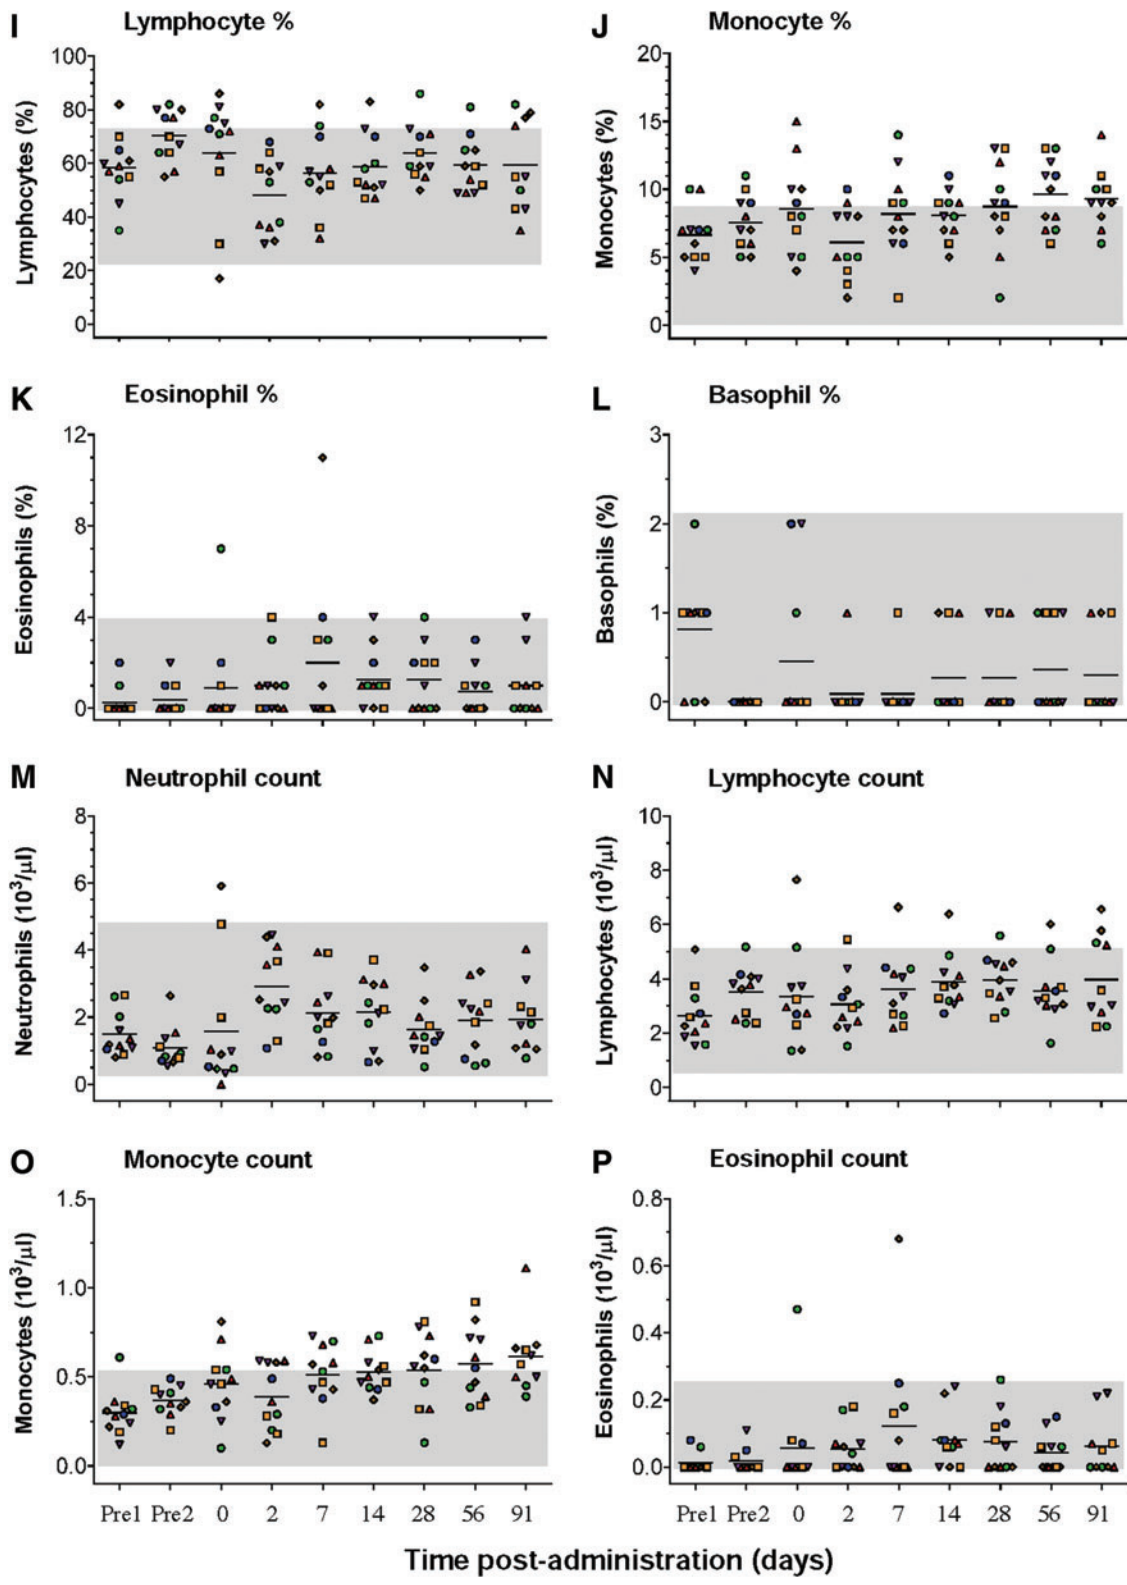 I Lymphocyte %
J Monocyte %
Lymphocytes (%)
100
80
60
40
20
0
Monocytes (%)
20
15
10
5
0
K Eosinophil %
L Basophil %
Eosinophils (%)
12
8
4
0
Basophils (%)
3
2
1
0
M Neutrophil count
N Lymphocyte count
Neutrophils (10³/µl)
8
6
4
2
0
Lymphocytes (10³/µl)
10
8
6
4
2
0
O Monocyte count
P Eosinophil count
Monocytes (10³/µl)
1.5
1.0
0.5
0.0
Eosinophils (10³/µl)
0.8
0.6
0.4
0.2
0.0
Pre1 Pre2 0 2 7 14 28 56 91
Pre1 Pre2 0 2 7 14 28 56 91
Time post-administration (days)